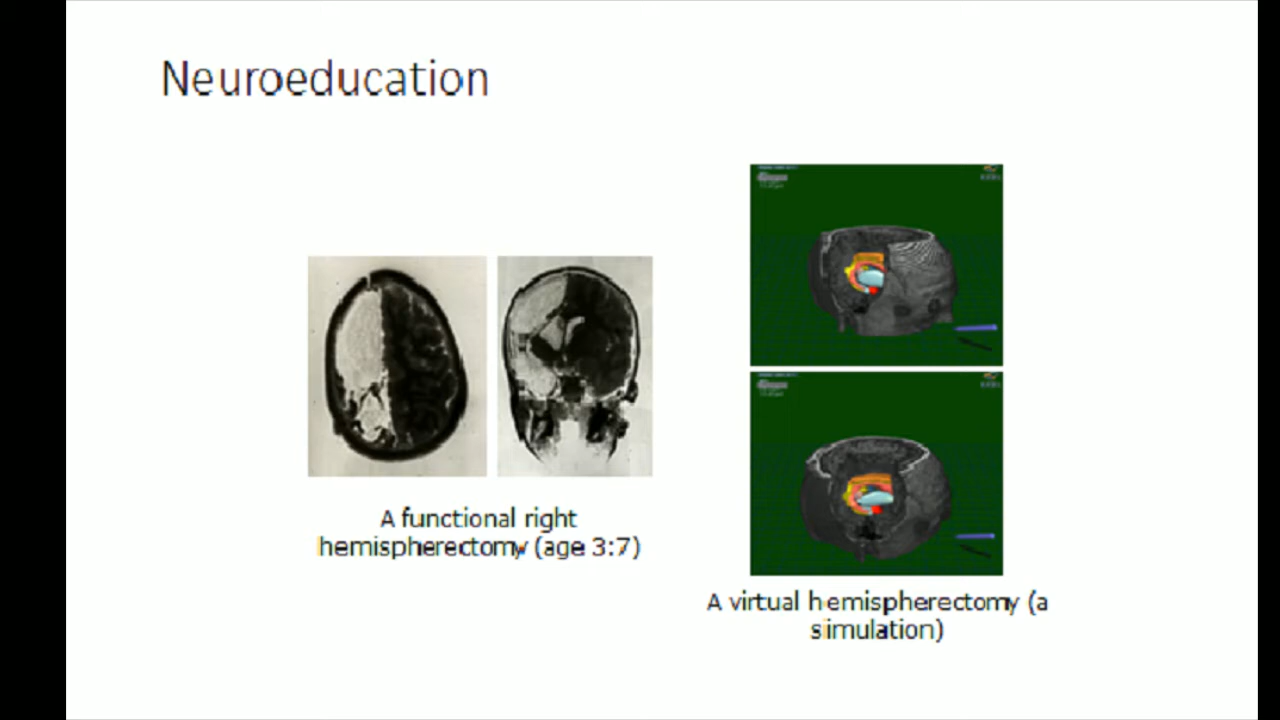 Neuroeducation
A functional right
hemispherectomy (age 3:7)
A virtual hemispherectomy (a
simulation)